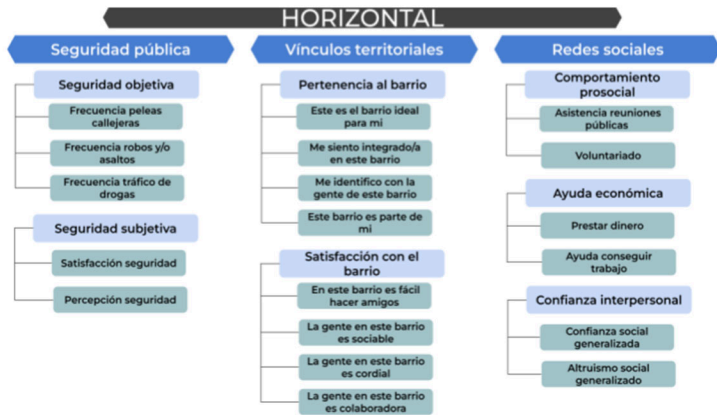 HORIZONTAL
Seguridad pública
Seguridad objetiva
Frecuencia peleas
callejeras
Frecuencia robos y/o
asaltos
Frecuencia tráfico de
drogas
Seguridad subjetiva
Satisfacción seguridad
Percepción seguridad
Vínculos territoriales
Pertenencia al barrio
Este es el barrio ideal
para mi
Me siento integrado/a
en este barrio
Me identifico con la
gente de este barrio
Este barrio es parte de
mi
Satisfacción con el
barrio
En este barrio es fácil
hacer amigos
La gente en este barrio
es sociable
La gente en este barrio
es cordial
La gente en este barrio
es colaboradora
Redes sociales
Comportamiento
prosocial
Asistencia reuniones
públicas
Voluntariado
Ayuda económica
Prestar dinero
Ayuda conseguir
trabajo
Confianza interpersonal
Confianza social
generalizada
Altruismo social
generalizado